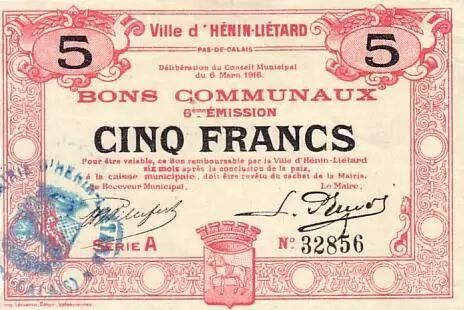 5 Ville d'HÉNIN-LIÉTARD 5
PAS-DE-CALAIS
Délibération du Conseil Municipal
du 6 Mars 1916.
BONS COMMUNAUX
6ème ÉMISSION
CINQ FRANCS
Pour être valable, ce Bon remboursable par la Ville d'Hénin-Liétard
six mois après la conclusion de la paix,
à la caisse municipale, doit être revêtu du cachet de la Mairie.
Le Receveur Municipal, Le Maire,
SÉRIE A No 32856